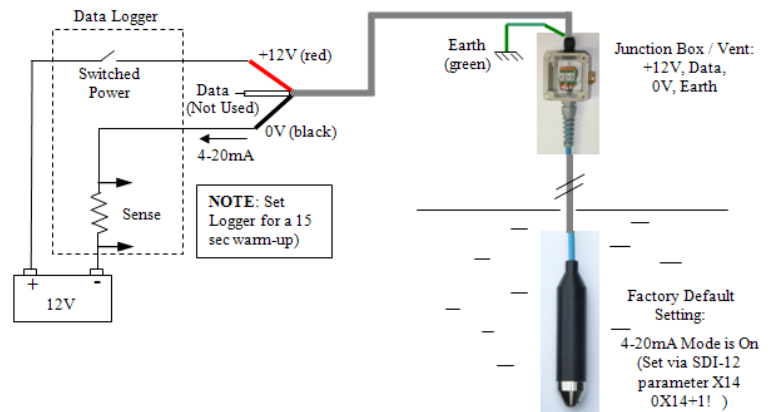 Data Logger
+12V (red)
Switched
Power
Data
(Not Used)
0V (black)
4-20mA
Earth
(green)
Junction Box / Vent:
+12V, Data,
0V, Earth
Sense
NOTE: Set
Logger for a 15
sec warm-up)
+ -
12V
Factory Default
Setting:
4-20mA Mode is On
(Set via SDI-12
parameter X14
0X14+1!  )